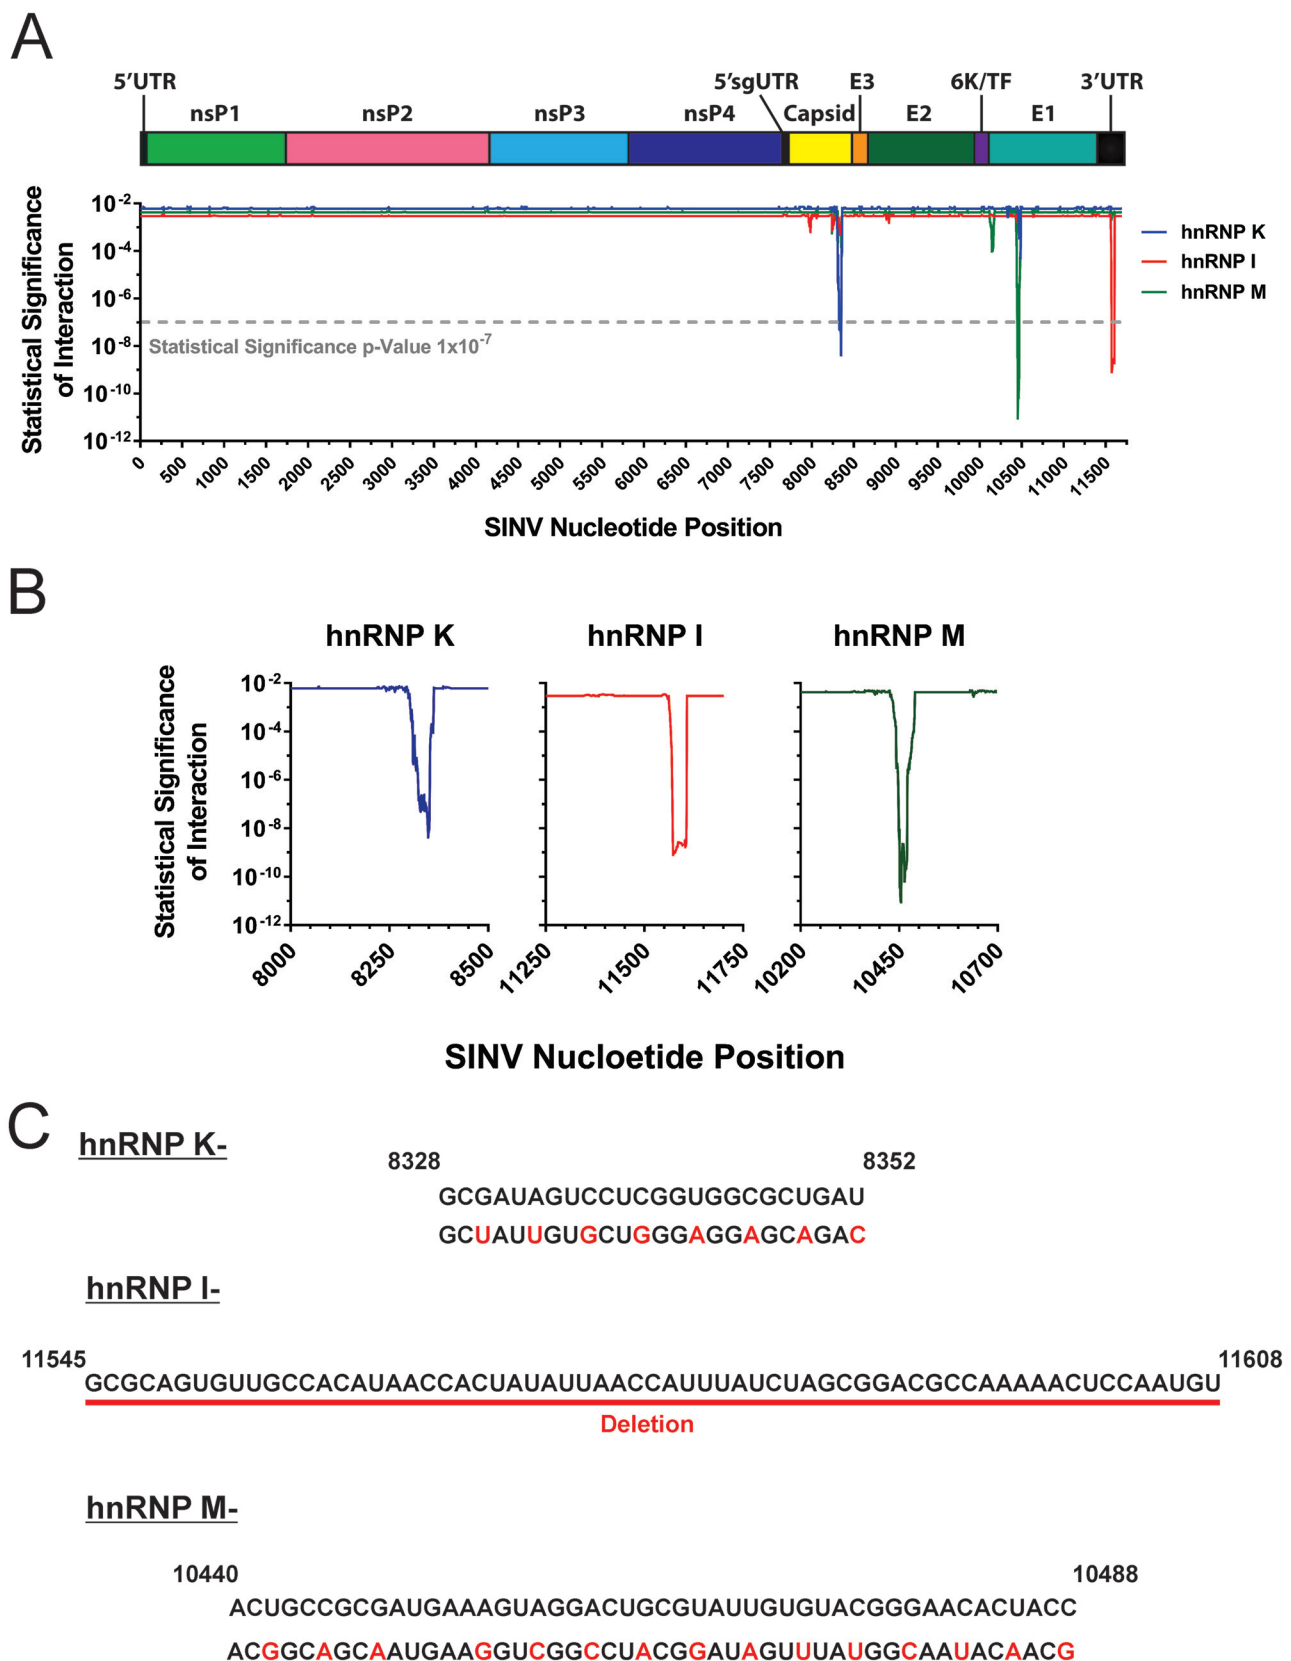 A
5'UTR 5'sgUTR E3 6K/TF 3'UTR
nsP1 nsP2 nsP3 nsP4 Capsid E2 E1
Statistical Significance
of Interaction
10-2
10-4
10-6
10-8
10-10
10-12
Statistical Significance p-Value 1x10-7
hnRNP K
hnRNP I
hnRNP M
0 500 1000 1500 2000 2500 3000 3500 4000 4500 5000 5500 6000 6500 7000 7500 8000 8500 9000 9500 10000 10500 11000 11500
SINV Nucleotide Position
B
hnRNP K hnRNP I hnRNP M
Statistical Significance
of Interaction
10-2
10-4
10-6
10-8
10-10
10-12
8000 8250 8500 11250 11500 11750 10200 10450 10700
SINV Nucloetide Position
C
hnRNP K-
8328 8352
GCGAUAGUCCUCGGUGGCGCUGAU
GCUAUUGUGCUGGGAGGAGCAGAC
hnRNP I-
11545 11608
GCGCAGUGUUGCCACAUAACCACUAUAUUAACCAUUUAUCUAGCGGACGCCAAAAACUCCAAUGU
Deletion
hnRNP M-
10440 10488
ACUGCCGCGAUGAAAGUAGGACUGCGUAUUGUGUACGGGAACACUACC
ACGGCAGCAAUGAAGGUCGGCCUACGGAUAGUUUAUGGCAAUACAACG